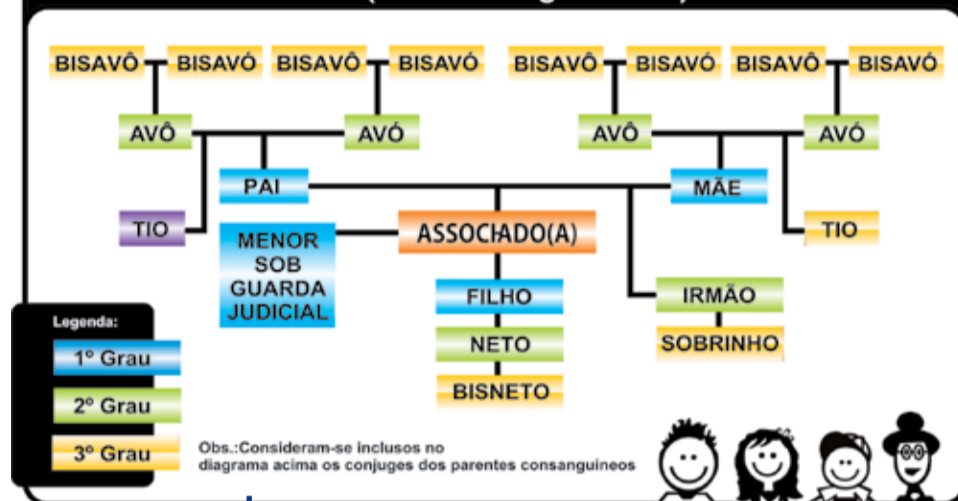 BISAVÔ BISAVÓ BISAVÔ BISAVÓ BISAVÔ BISAVÓ BISAVÔ BISAVÓ
AVÔ AVÓ AVÔ AVÓ
PAI MÃE
TIO ASSOCIADO(A) TIO
MENOR
SOB
GUARDA
JUDICIAL
FILHO IRMÃO
NETO SOBRINHO
BISNETO
Legenda:
1º Grau
2º Grau
3º Grau
Obs.:Consideram-se inclusos no
diagrama acima os conjuges dos parentes consanguineos